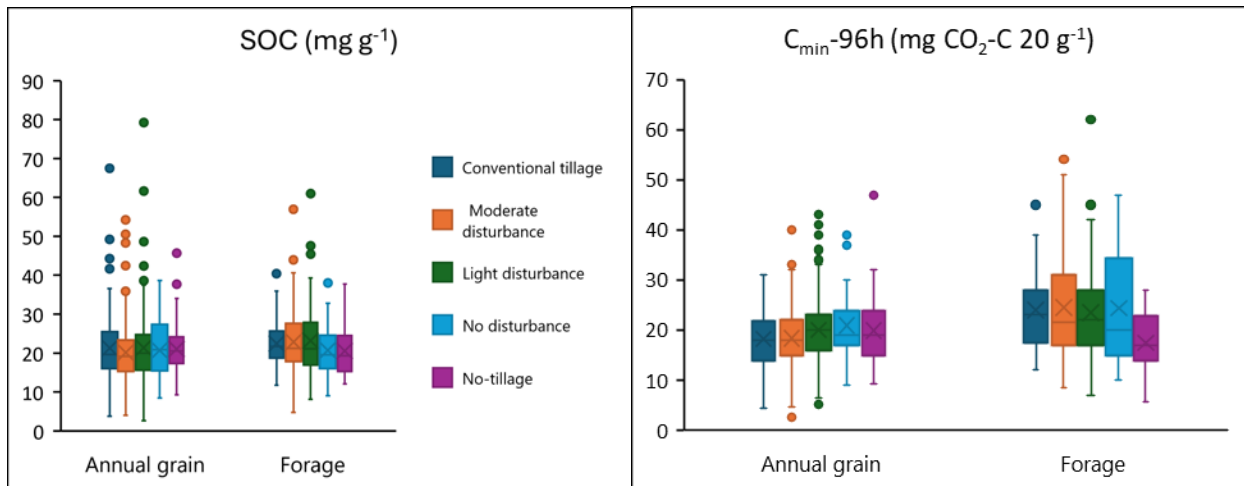 SOC (mg g⁻¹)
90
80
70
60
50
40
30
20
10
0
Annual grain
Forage
Conventional tillage
Moderate
disturbance
Light disturbance
No disturbance
No-tillage
Cmin-96h (mg CO₂-C 20 g⁻¹)
70
60
50
40
30
20
10
0
Annual grain
Forage